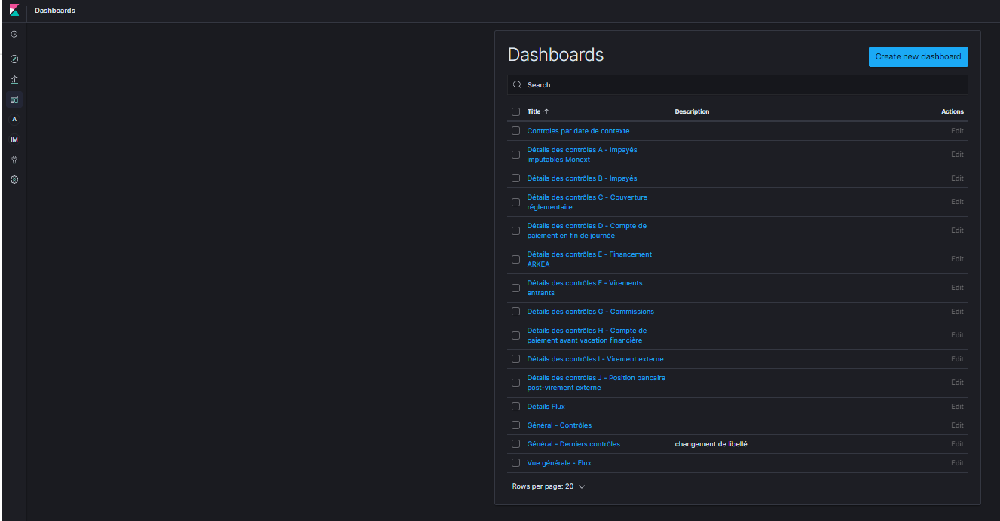 Dashboards
Dashboards
Create new dashboard
Search...
Title Description Actions
Controles par date de contexte Edit
Détails des contrôles A - Impayés
imputables Monext Edit
Détails des contrôles B - Impayés Edit
Détails des contrôles C - Couverture
réglementaire Edit
Détails des contrôles D - Compte de
paiement en fin de journée Edit
Détails des contrôles E - Financement
ARKEA Edit
Détails des contrôles F - Virements
entrants Edit
Détails des contrôles G - Commissions Edit
Détails des contrôles H - Compte de
paiement avant vacation financière Edit
Détails des contrôles I - Virement externe Edit
Détails des contrôles J - Position bancaire
post-virement externe Edit
Détails Flux Edit
Général - Contrôles Edit
Général - Derniers contrôles changement de libellé Edit
Vue générale - Flux Edit
Rows per page: 20
A
IM